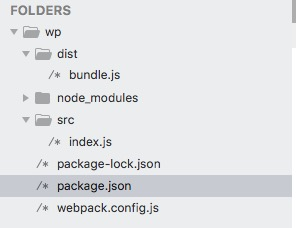 FOLDERS
wp
dist
/* bundle.js
node_modules
src
/* index.js
/* package-lock.json
/* package.json
/* webpack.config.js